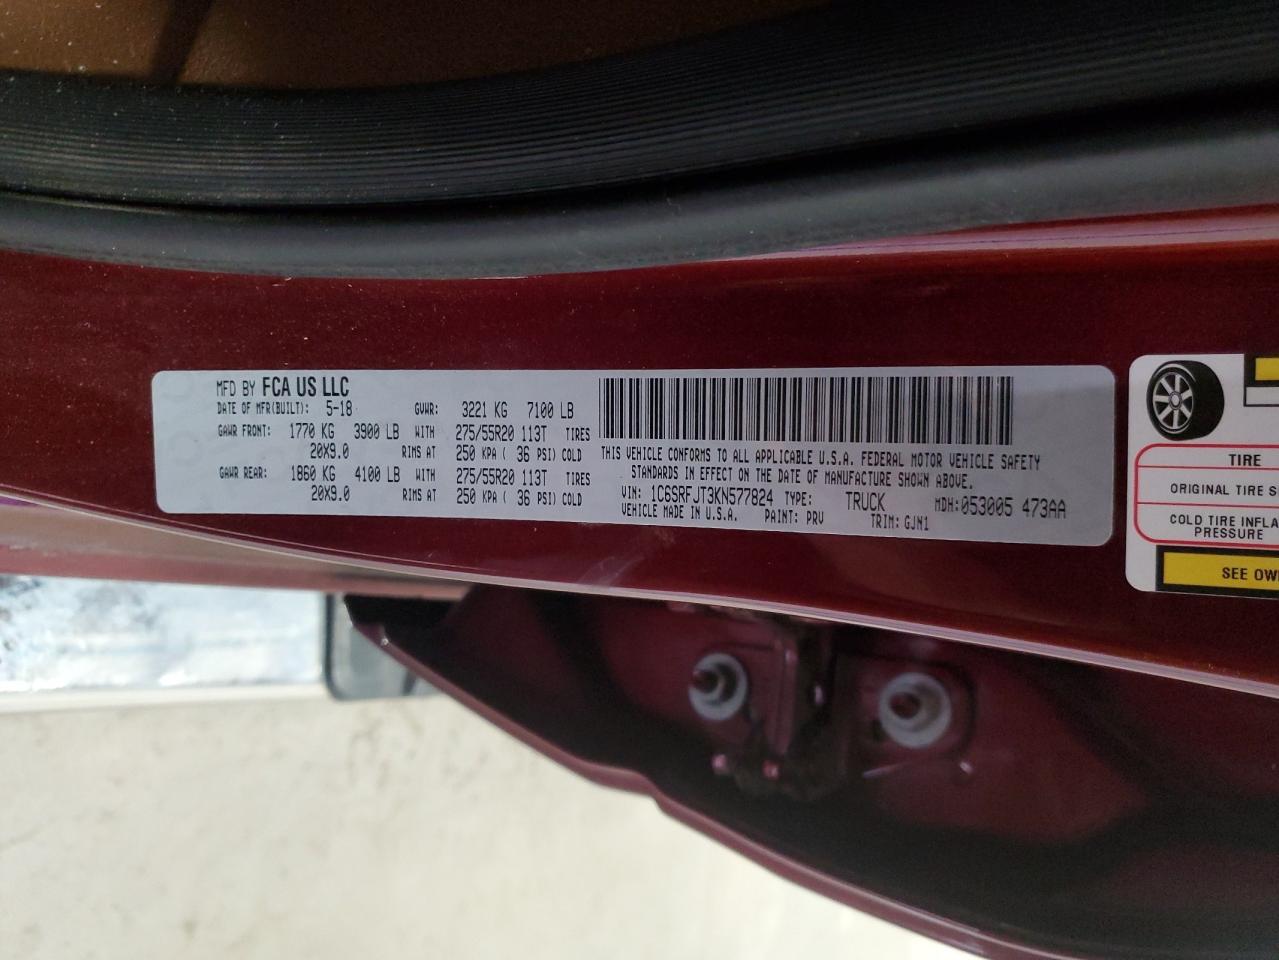 MFD BY FCA US LLC
DATE OF MFR(BUILT): 5-18 GVWR: 3221 KG 7100 LB
GAWR FRONT: 1770 KG 3900 LB WITH 275/55R20 113T TIRES
20X9.0 RIMS AT 250 KPA ( 36 PSI) COLD
GAWR REAR: 1860 KG 4100 LB WITH 275/55R20 113T TIRES
20X9.0 RIMS AT 250 KPA ( 36 PSI) COLD
THIS VEHICLE CONFORMS TO ALL APPLICABLE U.S.A. FEDERAL MOTOR VEHICLE SAFETY
STANDARDS IN EFFECT ON THE DATE OF MANUFACTURE SHOWN ABOVE.
VIN: 1C6SRFJT3KN577824 TYPE: TRUCK MDH:053005 473AA
VEHICLE MADE IN U.S.A. PAINT: PRV TRIM: GJN1
TIRE
ORIGINAL TIRE S
COLD TIRE INFLA
PRESSURE
SEE OW